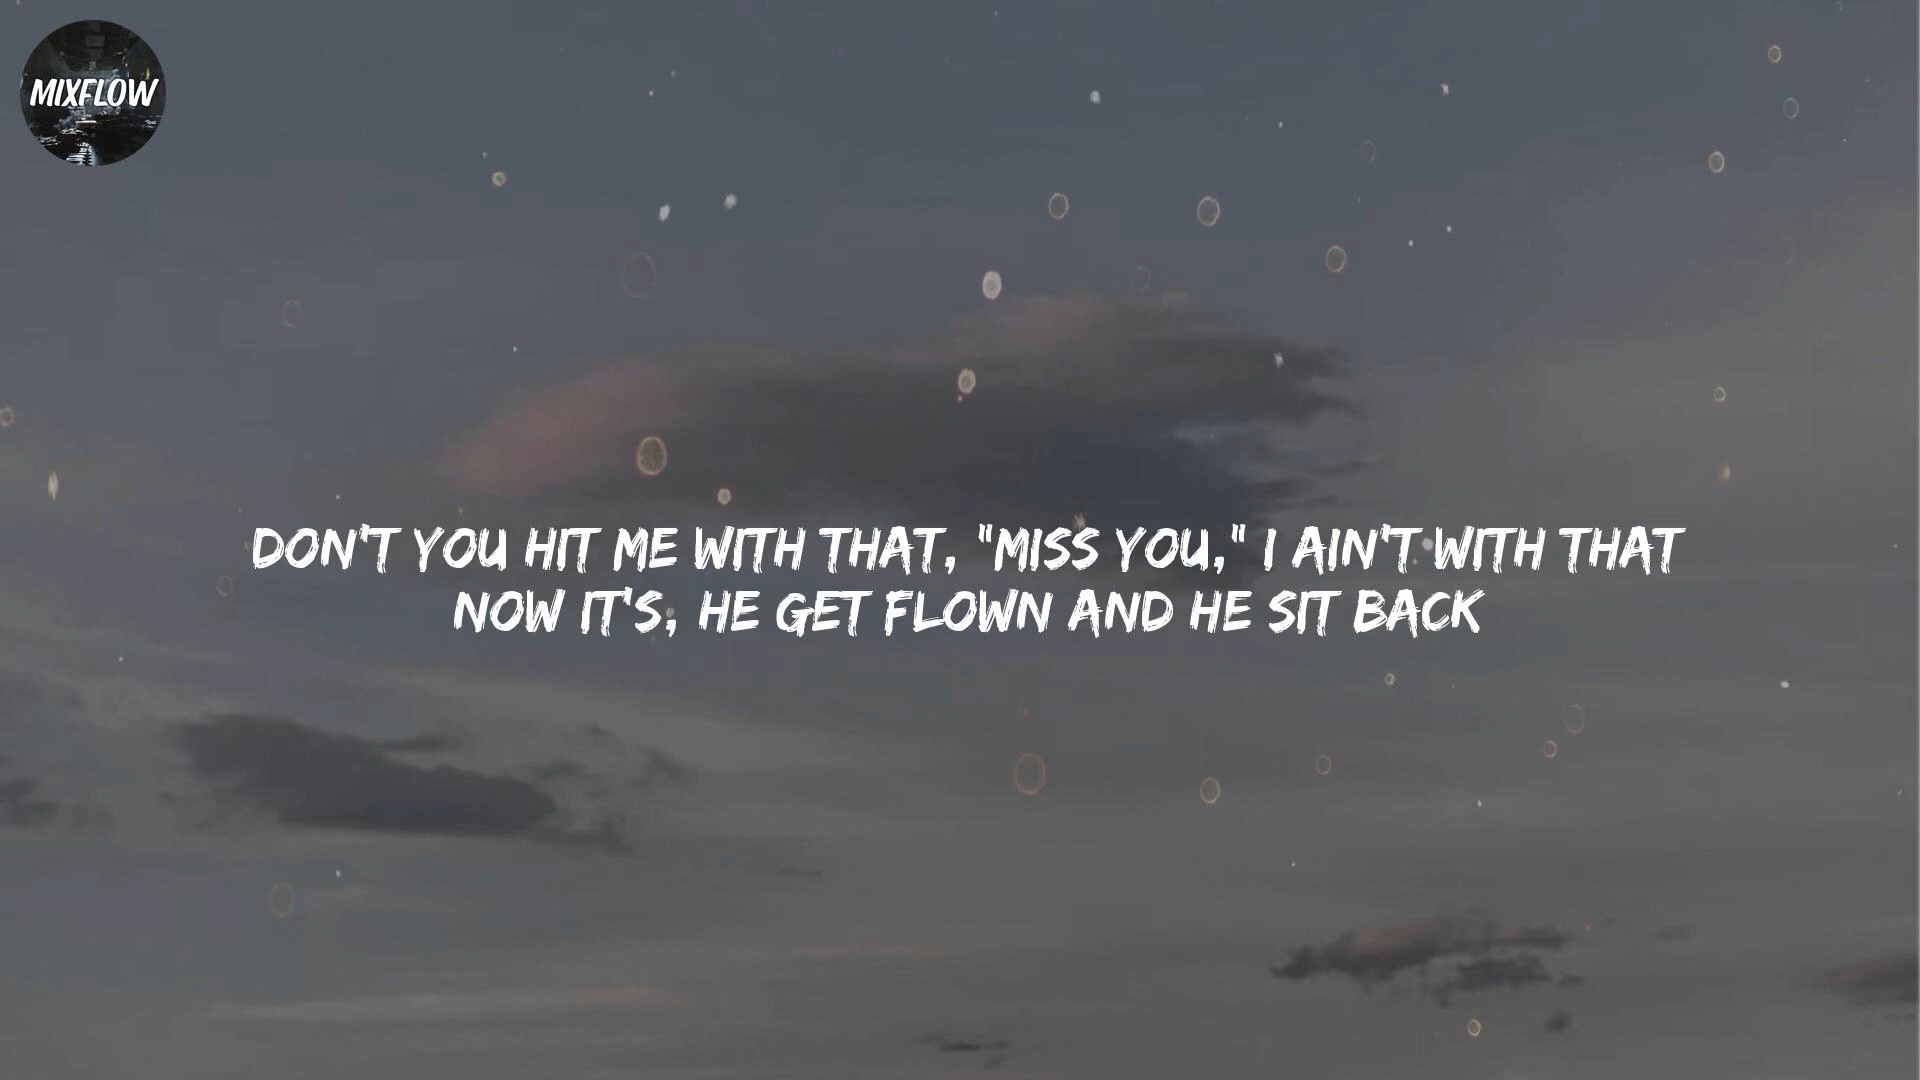 MIXFLOW
DON'T YOU HIT ME WITH THAT, "MISS YOU," I AIN'T WITH THAT
NOW IT'S, HE GET FLOWN AND HE SIT BACK